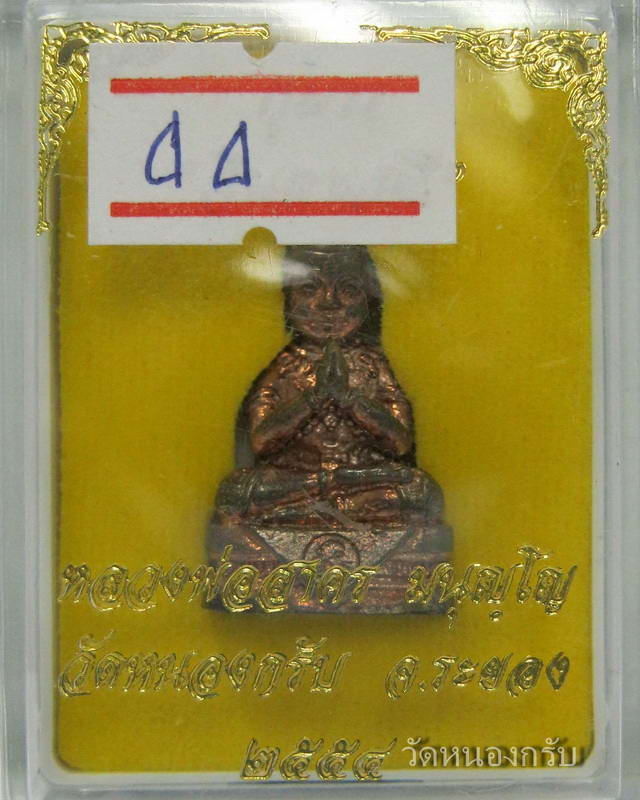 หลวงพ่อสาคร มนุญฺโญ
วัดหนองกรับ จ.ระยอง
๒๕๕๔
วัดหนองกรับ